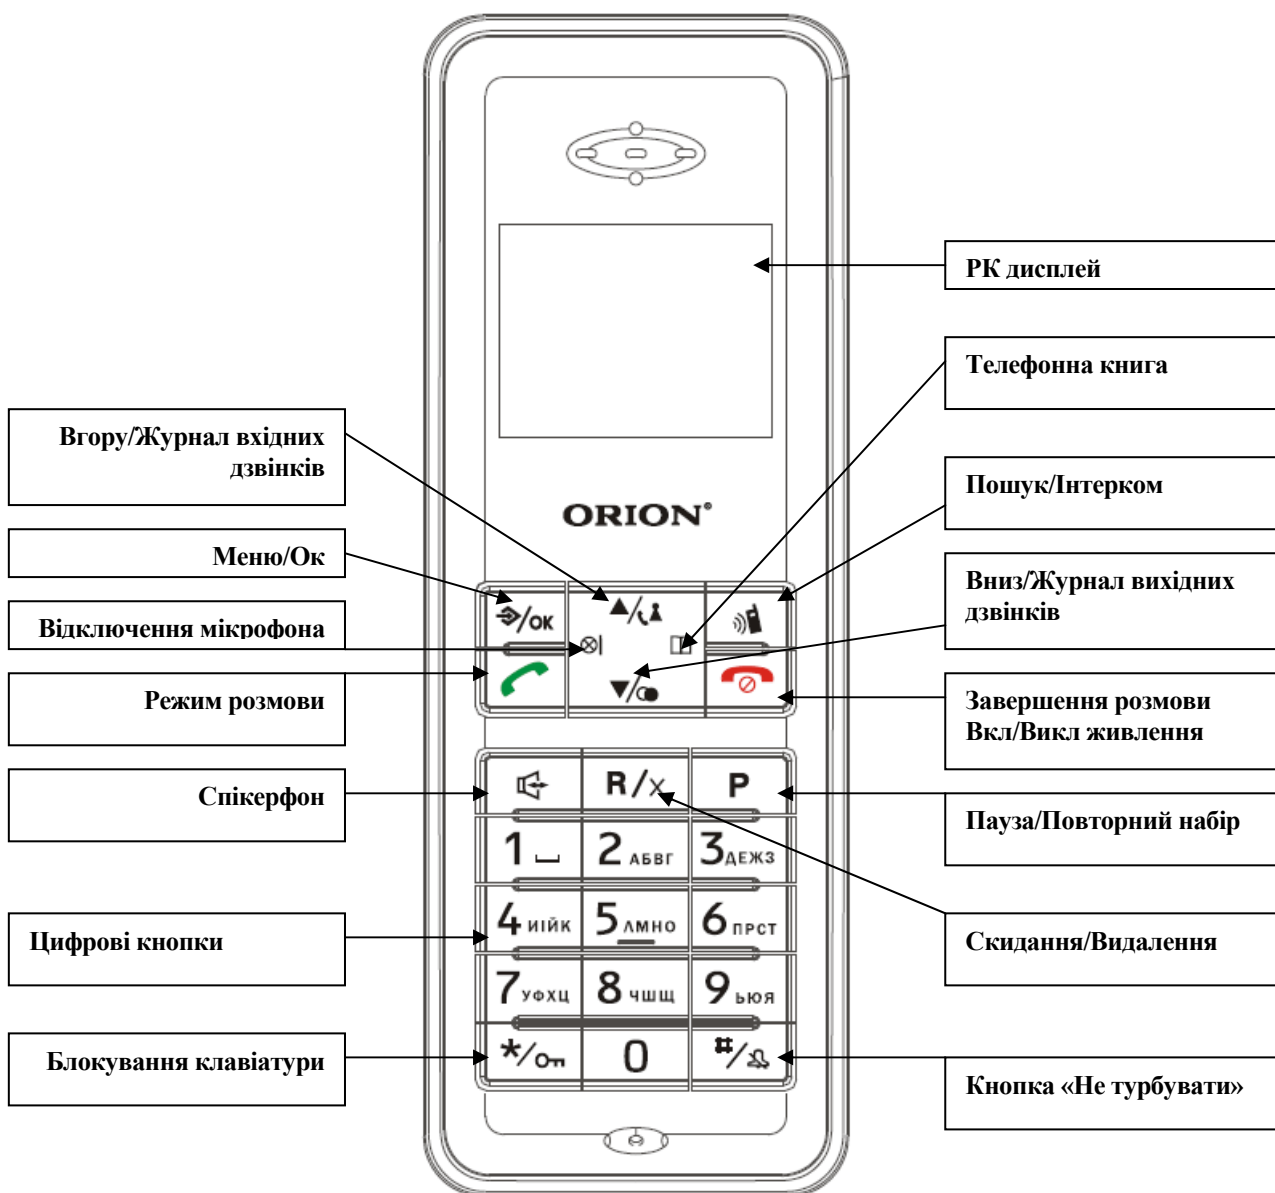 РК дисплей
Телефонна книга
Вгору/Журнал вхідних
дзвінків
Пошук/Інтерком
ORION®
Меню/Ок
Вниз/Журнал вихідних
дзвінків
Відключення мікрофона
Режим розмови
Завершення розмови
Вкл/Викл живлення
/OK
Спікерфон
R/X P
Пауза/Повторний набір
1 2 АБВГ 3 ДЕЖЗ
4 ИІЙК 5 ЛМНО 6 ПРСТ
Цифрові кнопки
Скидання/Видалення
7 УФХЦ 8 ЧШЩ 9 ЬЮЯ
*/ 0 #/
Блокування клавіатури
Кнопка «Не турбувати»